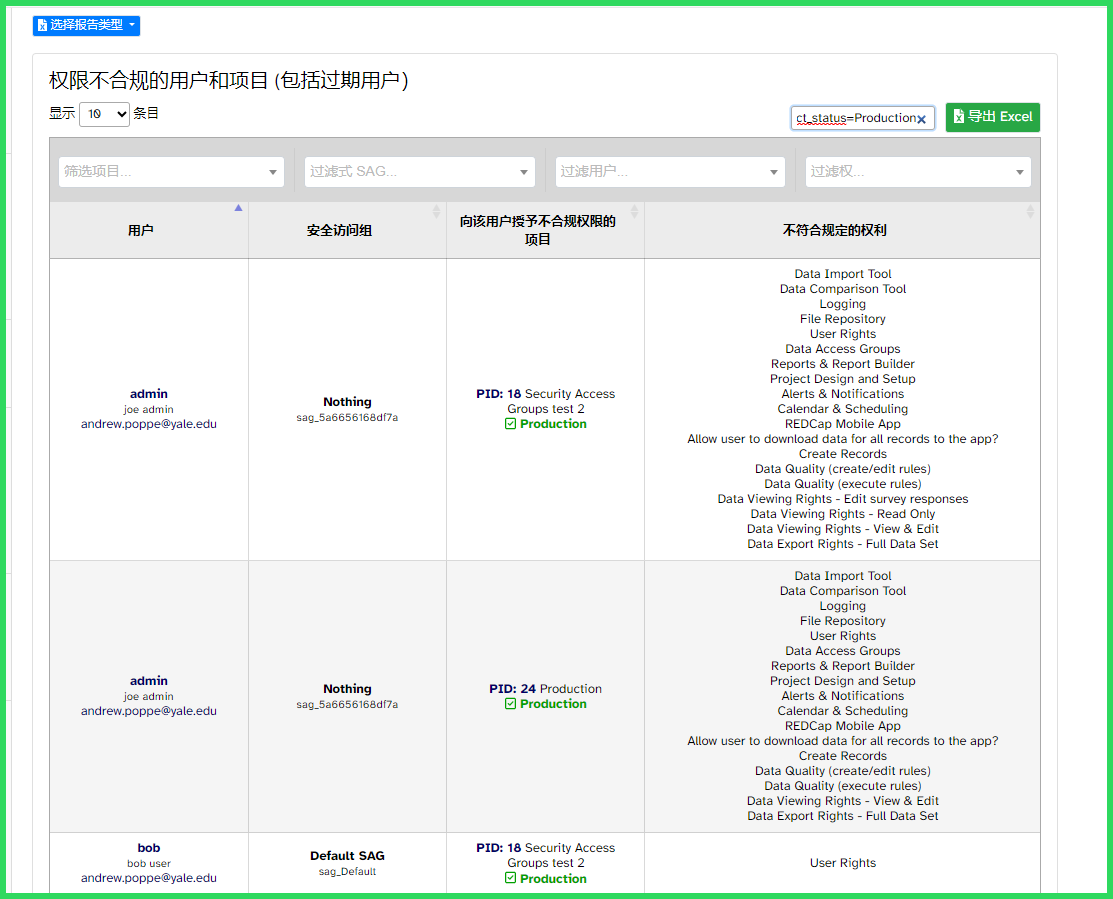 选择报告类型
权限不合规的用户和项目 (包括过期用户)
显示 10 条目
ct_status=Production
导出 Excel
筛选项目...
过滤式 SAG...
过滤用户...
过滤权...
用户
安全访问组
向该用户授予不合规权限的
项目
不符合规定的权利
admin
joe admin
andrew.poppe@yale.edu
Nothing
sag_5a6656168df7a
PID: 18 Security Access
Groups test 2
Production
Data Import Tool
Data Comparison Tool
Logging
File Repository
User Rights
Data Access Groups
Reports & Report Builder
Project Design and Setup
Alerts & Notifications
Calendar & Scheduling
REDCap Mobile App
Allow user to download data for all records to the app?
Create Records
Data Quality (create/edit rules)
Data Quality (execute rules)
Data Viewing Rights - Edit survey responses
Data Viewing Rights - Read Only
Data Viewing Rights - View & Edit
Data Export Rights - Full Data Set
admin
joe admin
andrew.poppe@yale.edu
Nothing
sag_5a6656168df7a
PID: 24 Production
Production
Data Import Tool
Data Comparison Tool
Logging
File Repository
User Rights
Data Access Groups
Reports & Report Builder
Project Design and Setup
Alerts & Notifications
Calendar & Scheduling
REDCap Mobile App
Allow user to download data for all records to the app?
Create Records
Data Quality (create/edit rules)
Data Quality (execute rules)
Data Viewing Rights - View & Edit
Data Export Rights - Full Data Set
bob
bob user
andrew.poppe@yale.edu
Default SAG
sag_Default
PID: 18 Security Access
Groups test 2
Production
User Rights